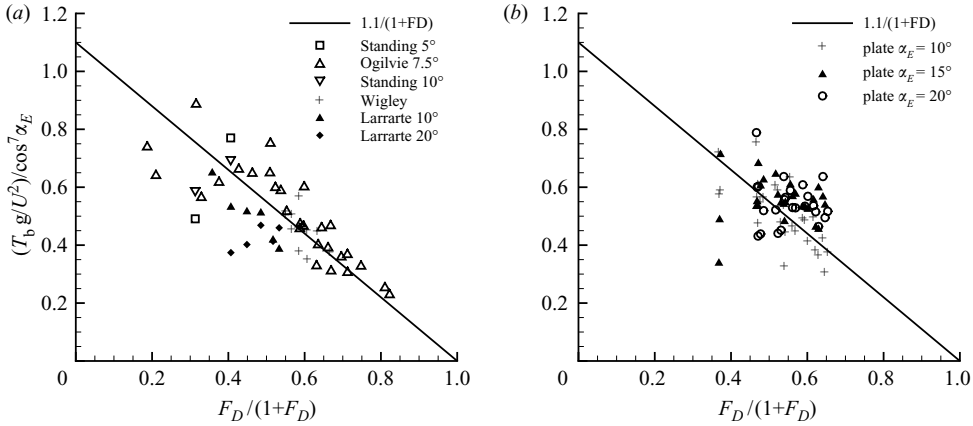 (a)
1.2
1.0
0.8
0.6
0.4
0.2
0
0.2
0.4
0.6
0.8
1.0
(T_b g/U^2)/cos^7 α_E
F_D/(1+F_D)
1.1/(1+FD)
Standing 5°
Ogilvie 7.5°
Standing 10°
Wigley
Larrarte 10°
Larrarte 20°
(b)
1.2
1.0
0.8
0.6
0.4
0.2
0
0.2
0.4
0.6
0.8
1.0
F_D/(1+F_D)
1.1/(1+FD)
plate α_E = 10°
plate α_E = 15°
plate α_E = 20°